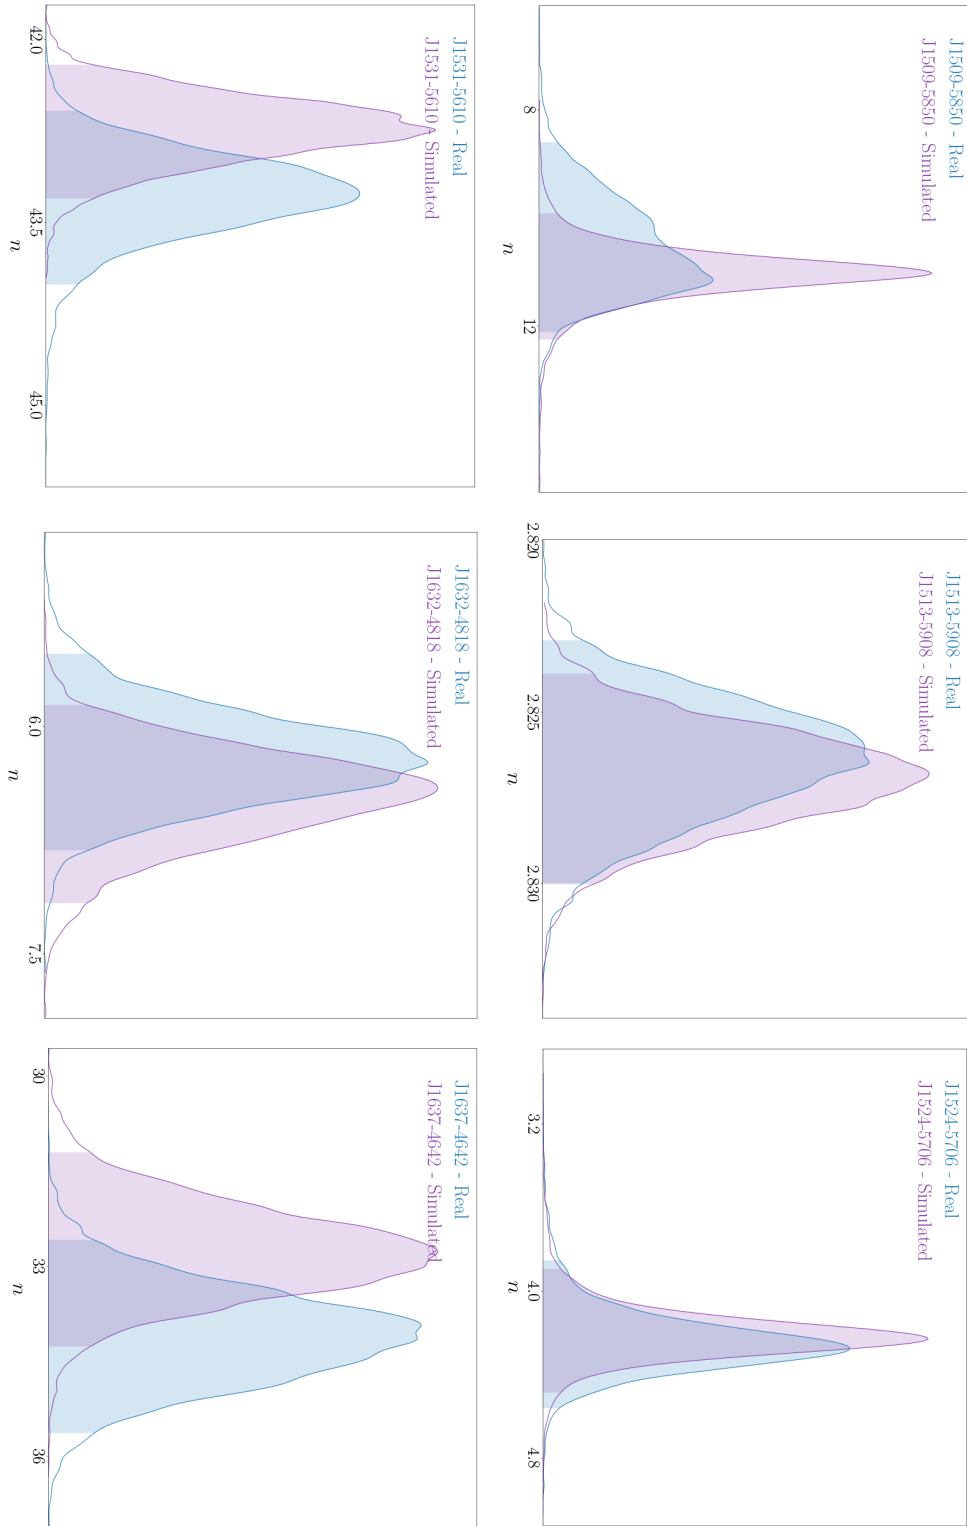 J1509-5850 - Real
J1509-5850 - Simulated
8
12
n
J1513-5908 - Real
J1513-5908 - Simulated
2.820
2.825
2.830
n
J1524-5706 - Real
J1524-5706 - Simulated
3.2
4.0
4.8
n
J1531-5610 - Real
J1531-5610 - Simulated
42.0
43.5
45.0
n
J1632-4818 - Real
J1632-4818 - Simulated
6.0
7.5
n
J1637-4642 - Real
J1637-4642 - Simulated
30
33
36
n